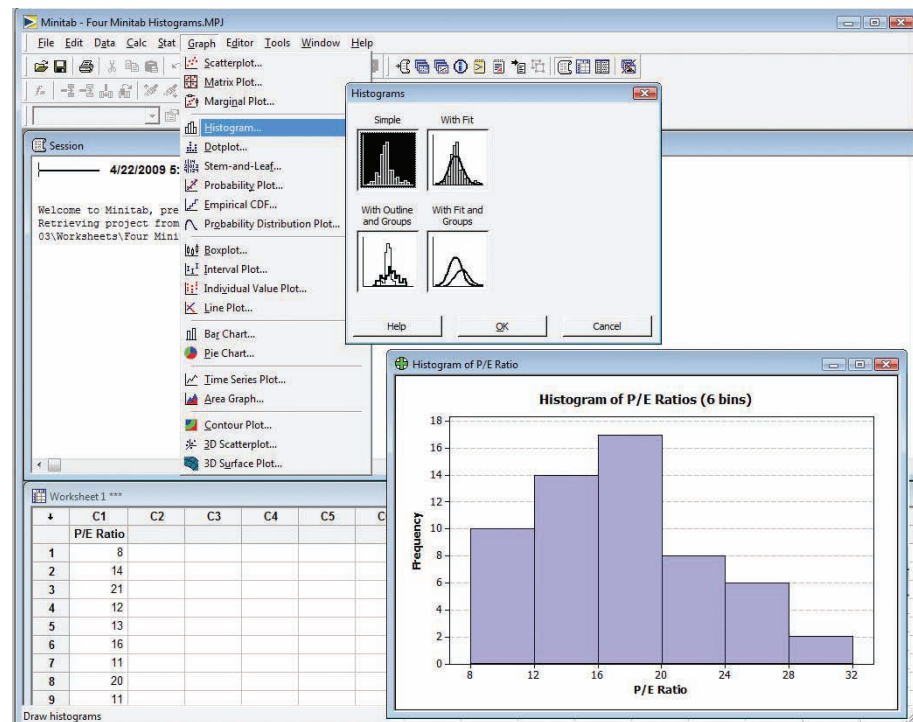 Minitab - Four Minitab Histograms.MPJ
File Edit Data Calc Stat Graph Editor Tools Window Help
Scatterplot...
Matrix Plot...
Marginal Plot...
Histogram...
Dotplot...
Stem-and-Leaf...
Probability Plot...
Empirical CDF...
Probability Distribution Plot...
Boxplot...
Interval Plot...
Individual Value Plot...
Line Plot...
Bar Chart...
Pie Chart...
Time Series Plot...
Area Graph...
Contour Plot...
3D Scatterplot...
3D Surface Plot...
Histograms
Simple With Fit
With Outline and Groups
With Fit and Groups
Help OK Cancel
Session
4/22/2009 5:
Welcome to Minitab, pre
Retrieving project from
03\Worksheets\Four Mini
Histogram of P/E Ratio
Histogram of P/E Ratios (6 bins)
Frequency
18
16
14
12
10
8
6
4
2
0
8 12 16 20 24 28 32
P/E Ratio
Worksheet 1 ***
C1 C2 C3 C4 C5 C
P/E Ratio
1 8
2 14
3 21
4 12
5 13
6 16
7 11
8 20
9 11
Draw histograms